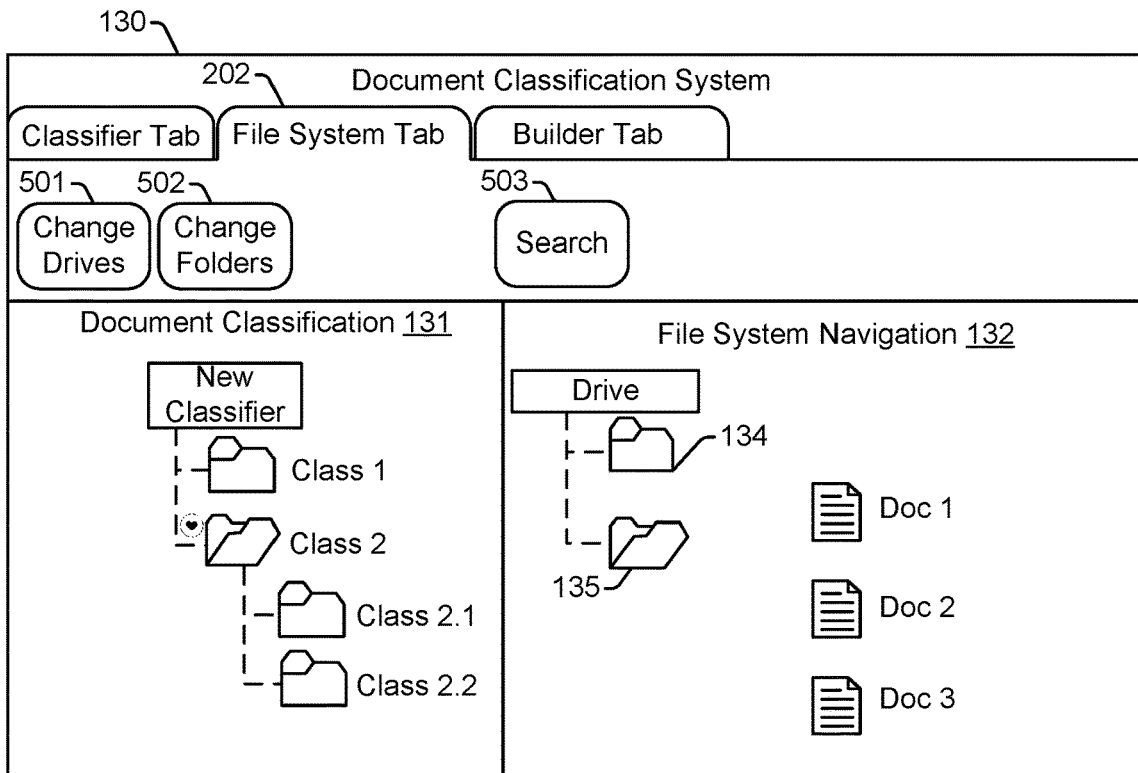 130
Document Classification System
202
Classifier Tab
File System Tab
Builder Tab
501
502
503
Change
Drives
Change
Folders
Search
Document Classification 131
New
Classifier
Class 1
Class 2
Class 2.1
Class 2.2
File System Navigation 132
Drive
134
135
Doc 1
Doc 2
Doc 3